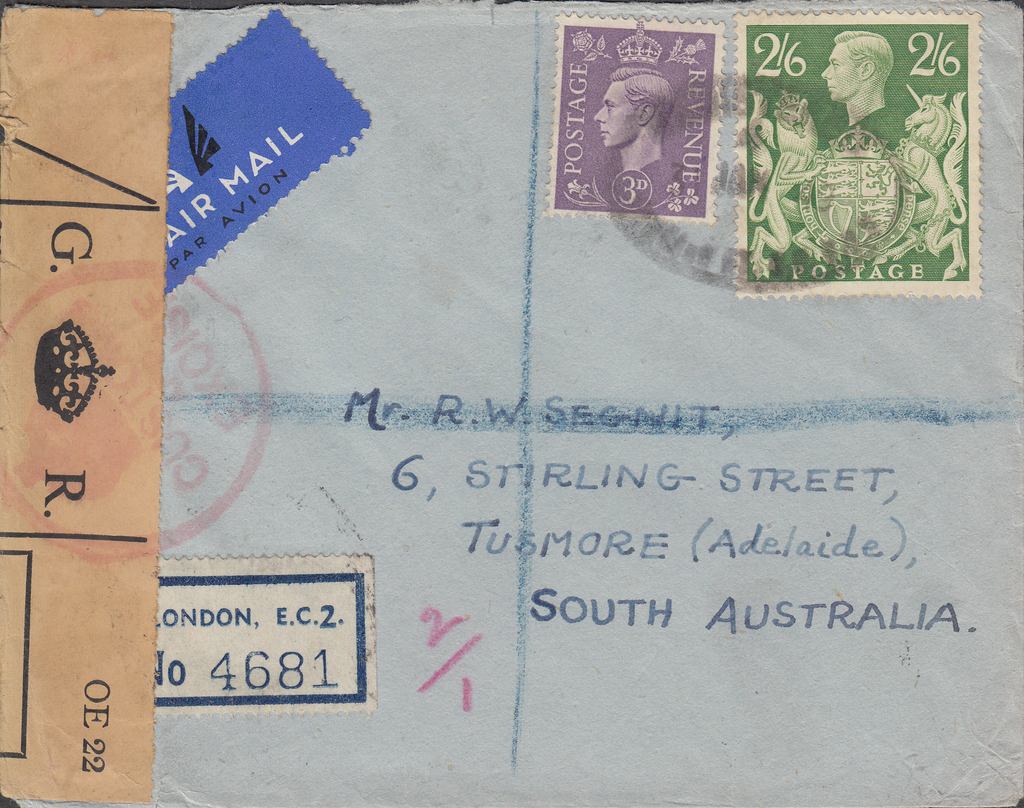 G. R.
OE 22
AIR MAIL
PAR AVION
POSTAGE
REVENUE
3D
2/6 2/6
POSTAGE
Mr. R. W. SEGNIT,
6, STIRLING STREET,
TUSMORE (Adelaide),
SOUTH AUSTRALIA.
LONDON, E.C.2.
No 4681
2/1